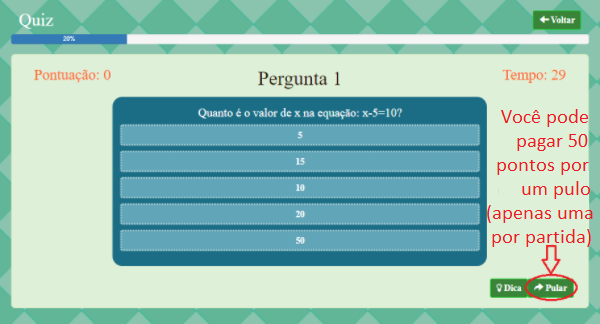 Quiz
Voltar
20%
Pontuação: 0
Pergunta 1
Tempo: 29
Quanto é o valor de x na equação: x-5=10?
5
15
10
20
50
Você pode
pagar 50
pontos por
um pulo
(apenas uma
por partida)
Dica
Pular